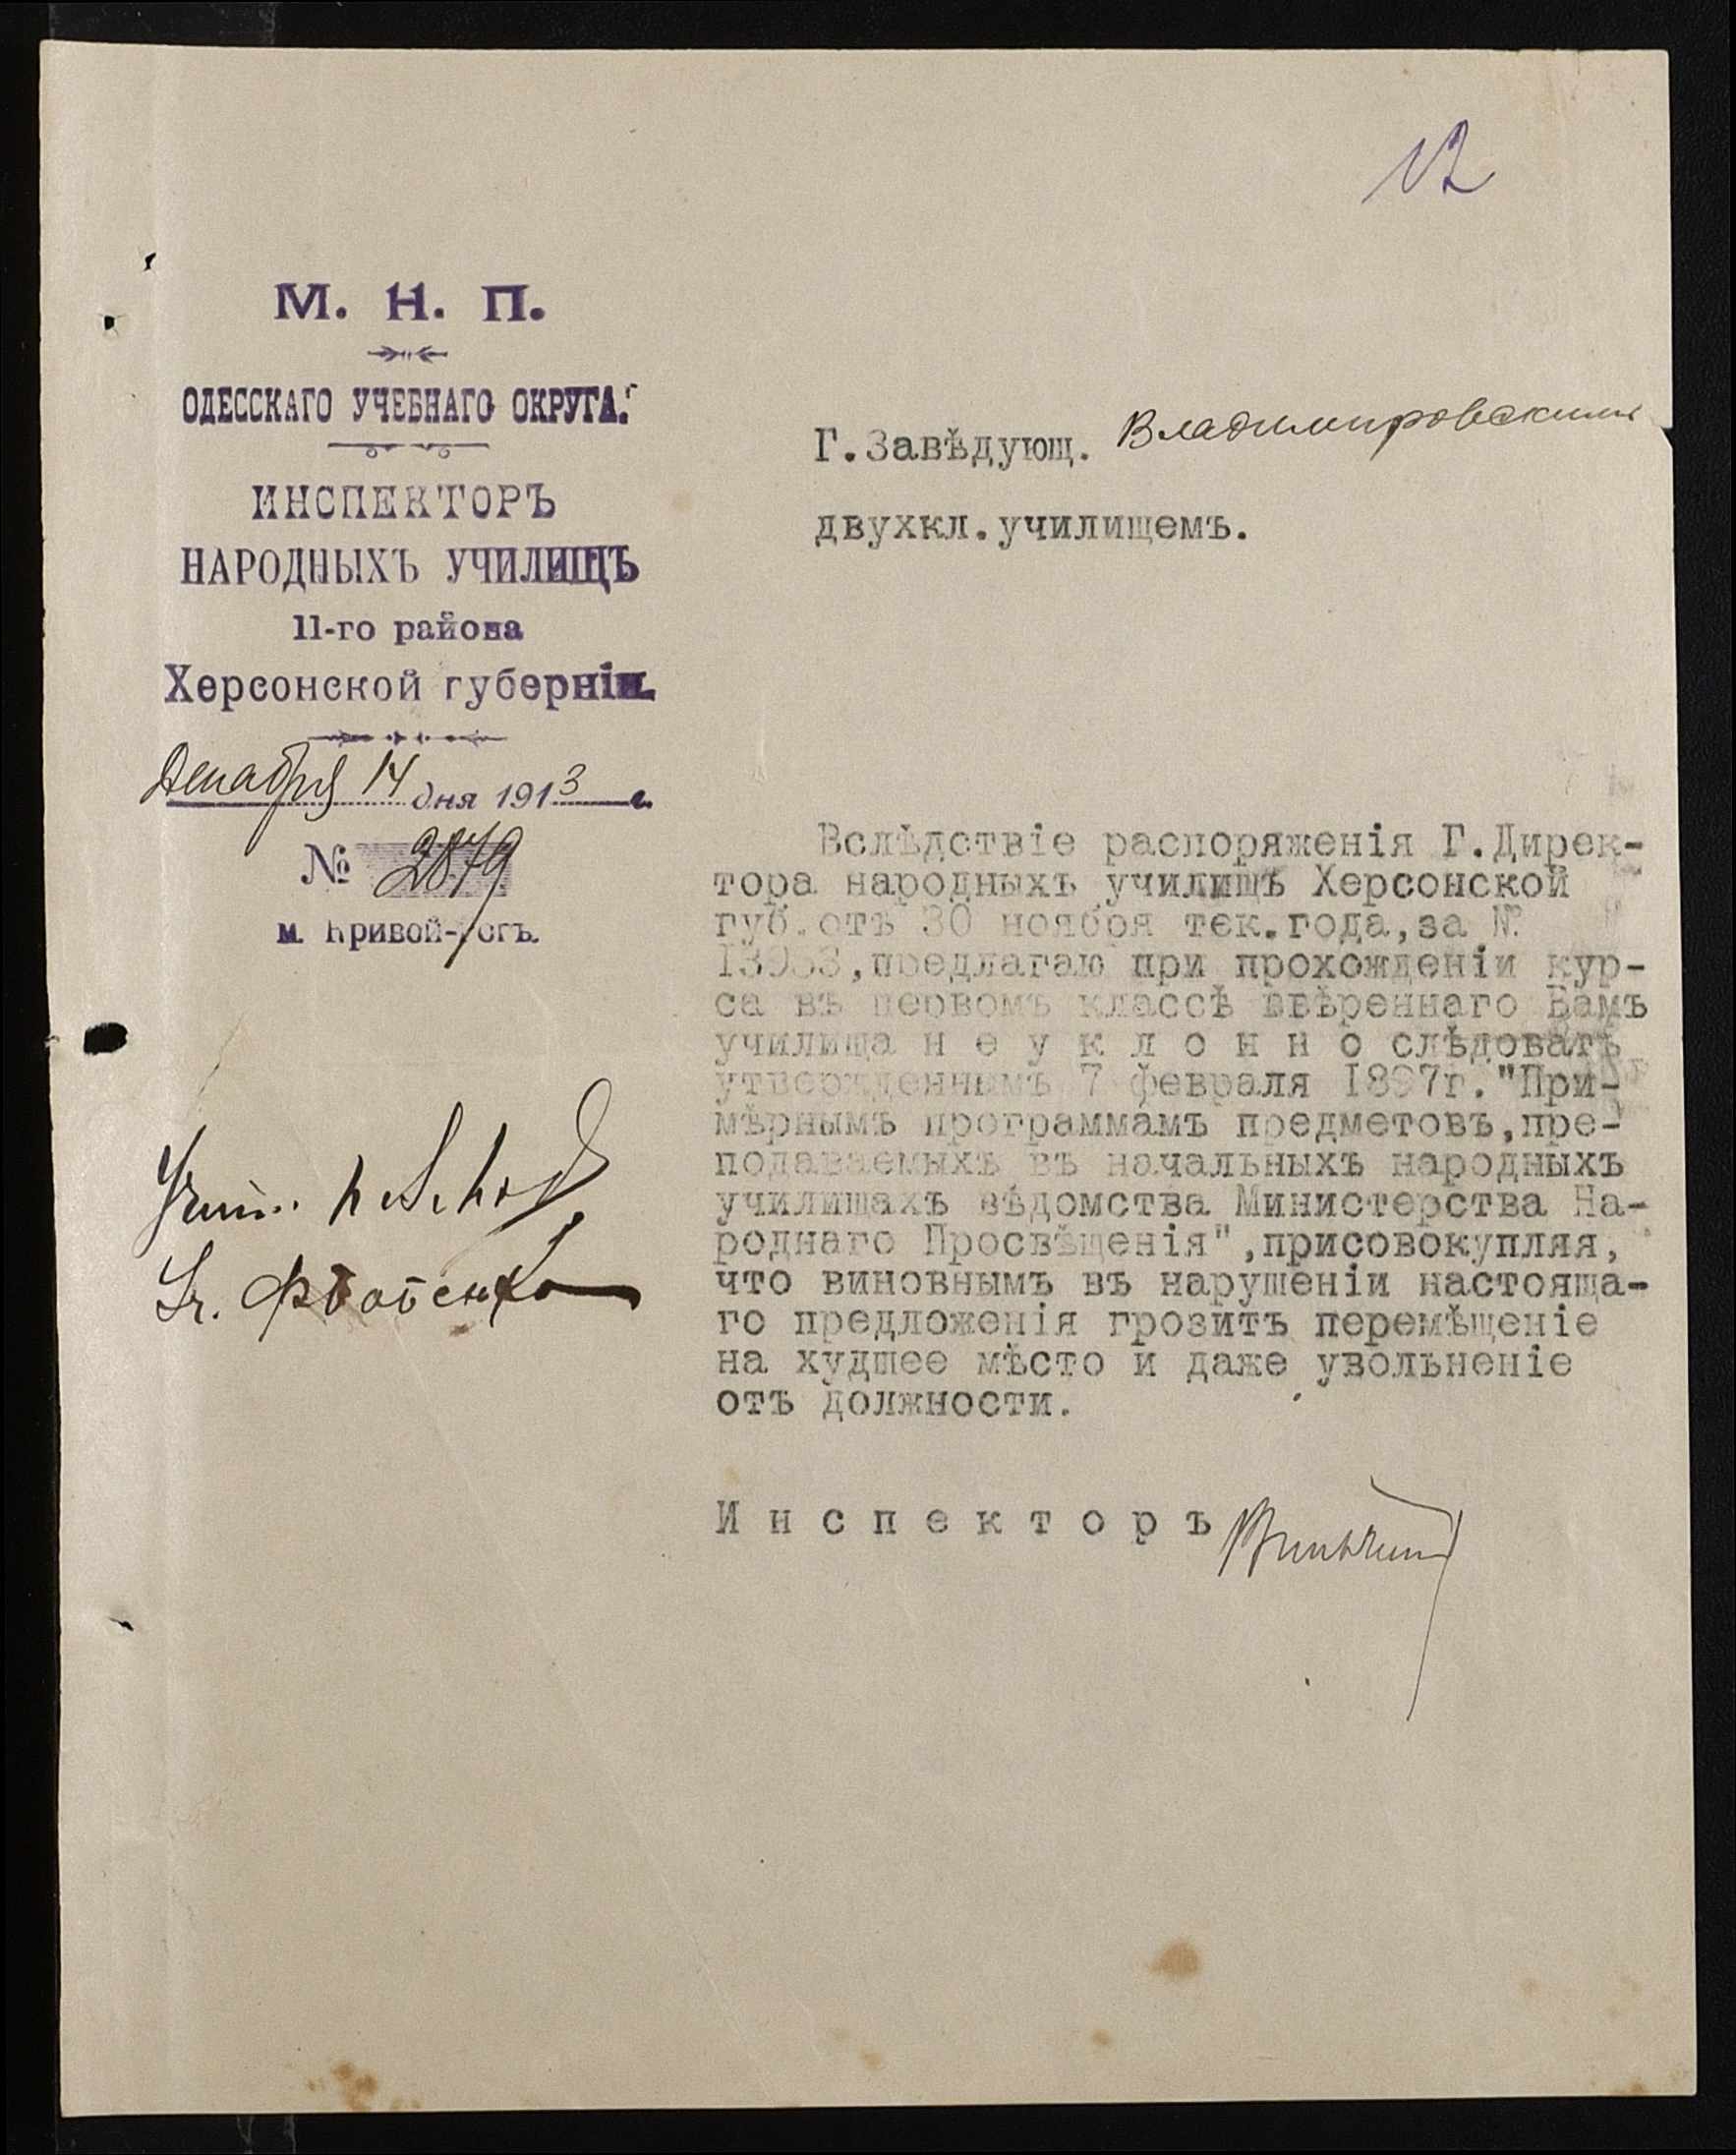 12
М. Н. П.
ОДЕССКАГО УЧЕБНАГО ОКРУГА.
ИНСПЕКТОРЪ
НАРОДНЫХЪ УЧИЛИЩЪ
11-го района
Херсонской губерніи.
Декабря 14 дня 1913 г.
№ 2879
м. Кривой-Рогъ.
Г.Завѣдующ. Владимировскимъ
двухкл.училищемъ.
Вслѣдствіе распоряженія Г.Дирек-
тора народныхъ училищъ Херсонской
губ.отъ 30 ноября тек.года,за №
предлагаю при прохожденіи кур-
са въ первомъ классѣ ввѣреннаго Вамъ
училища н е у к л о н н о слѣдовать
утвержденнымъ 7 февраля 1897г."При-
мѣрнымъ программамъ предметовъ,пре-
подаваемыхъ въ начальныхъ народныхъ
училищахъ вѣдомства Министерства На-
роднаго Просвѣщенія",присовокупляя,
что виновнымъ въ нарушеніи настояща-
го предложенія грозитъ перемѣщеніе
на худшее мѣсто и даже увольненіе
отъ должности.
И н с п е к т о р ъ